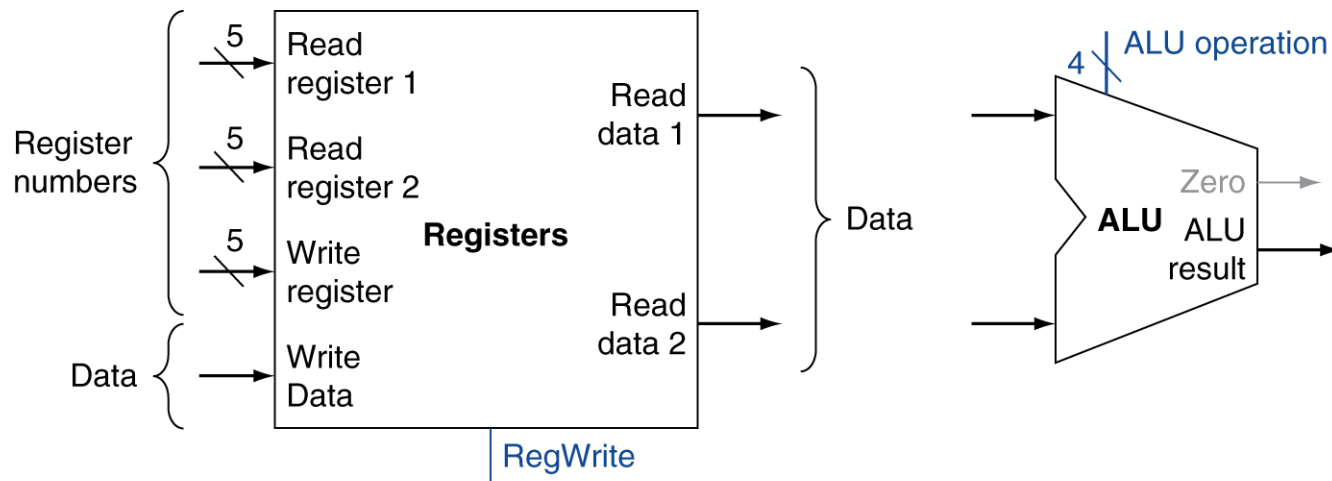 Register
numbers
Data
5
Read
register 1
5
Read
register 2
5
Write
register
Write
Data
Registers
Read
data 1
Read
data 2
RegWrite
Data
4
ALU operation
ALU
Zero
ALU
result